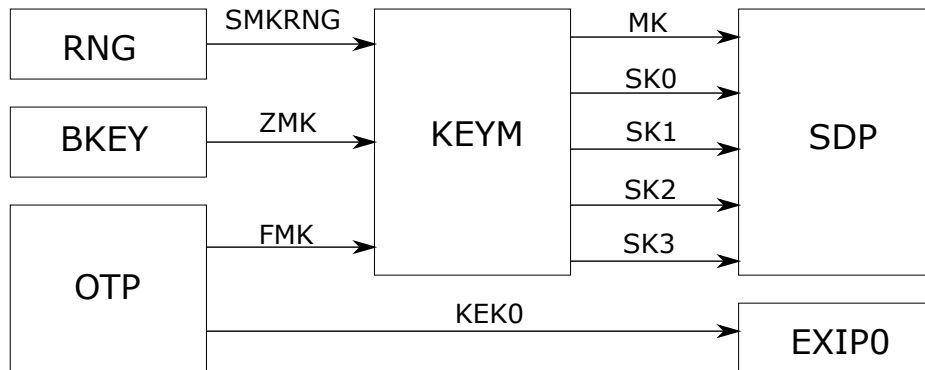 SMKRNG
MK
RNG
SK0
BKEY
ZMK
KEYM
SK1
SDP
SK2
FMK
SK3
OTP
KEK0
EXIP0